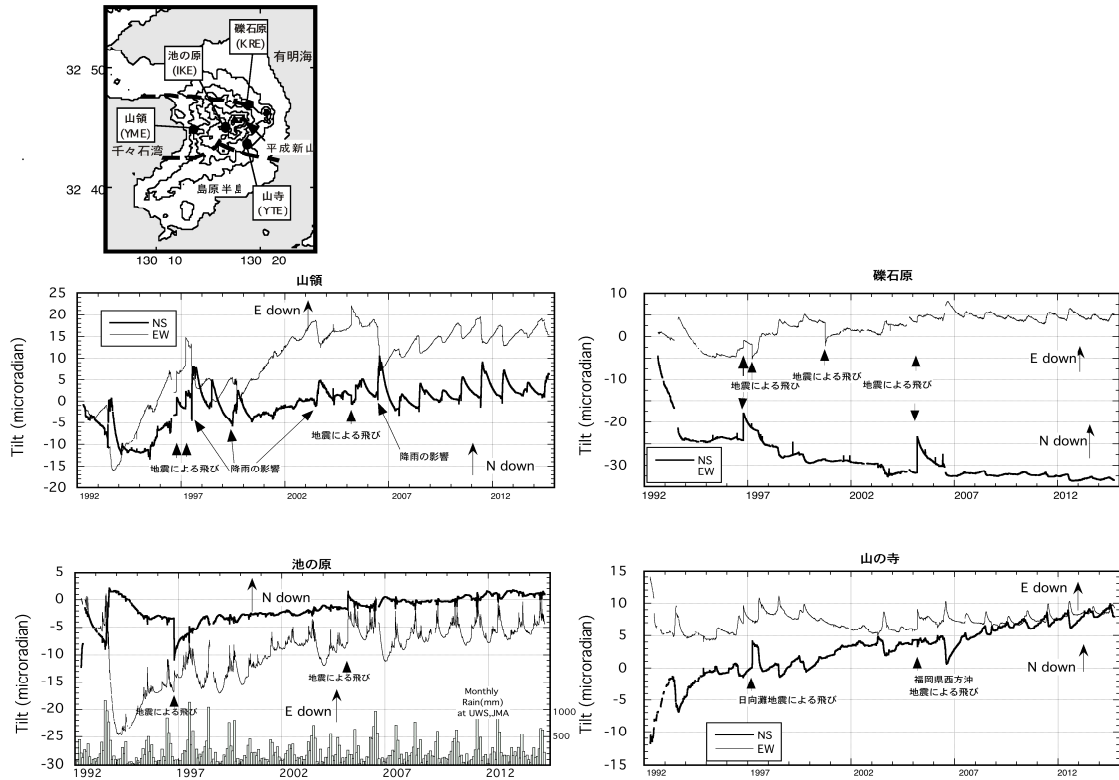 礫石原
(KRE)
池の原
(IKE)
有明海
32 50
山領
(YME)
千々石湾
平成新山
32 40
島原半島
山寺
(YTE)
130 10
130 20
山領
25
20
15
10
5
0
-5
-10
-15
-20
Tilt (microradian)
NS
EW
E down
地震による飛び
降雨の影響
地震による飛び
降雨の影響
N down
1992
1997
2002
2007
2012
礫石原
10
0
-10
-20
-30
Tilt (microradian)
E down
地震による飛び
地震による飛び
地震による飛び
N down
NS
EW
1992
1997
2002
2007
2012
池の原
5
0
-5
-10
-15
-20
-25
-30
Tilt (microradian)
N down
地震による飛び
地震による飛び
E down
Monthly
Rain(mm)
at UWS,JMA
1000
500
1992
1997
2002
2007
2012
山の寺
15
10
5
0
-5
-10
-15
Tilt (microradian)
E down
N down
日向灘地震による飛び
福岡県西方沖
地震による飛び
NS
EW
1992
1997
2002
2007
2012